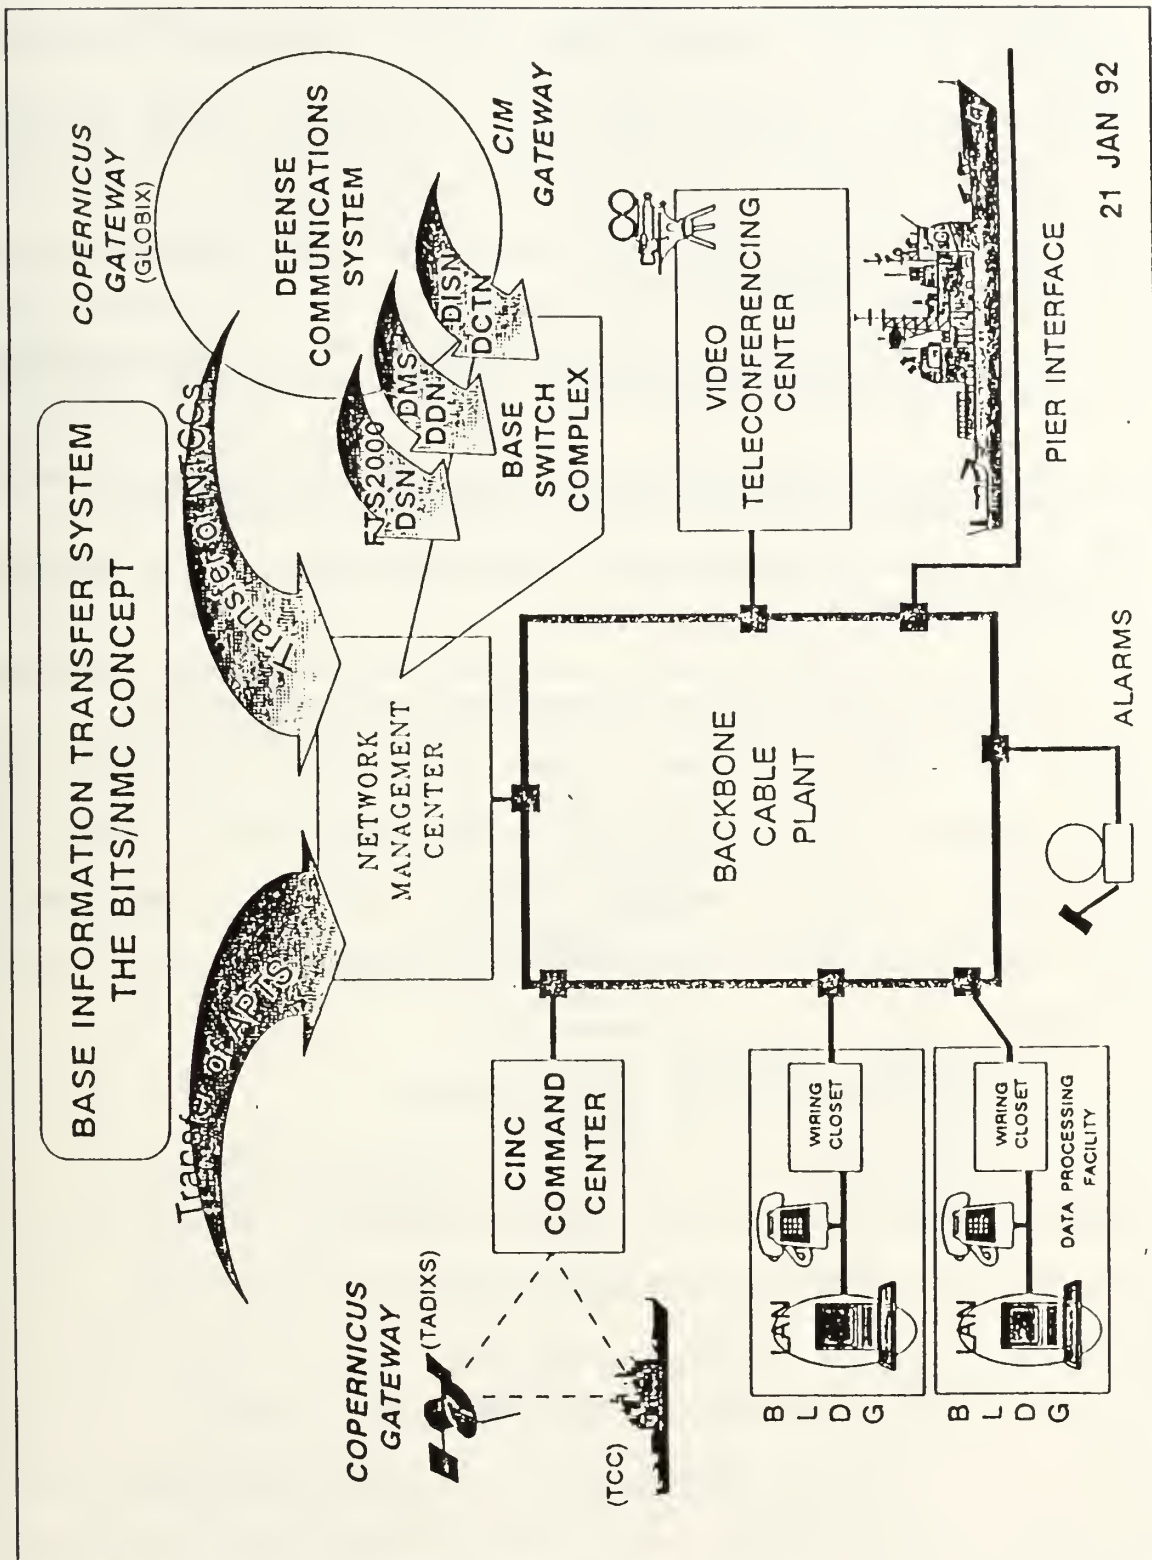 BASE INFORMATION TRANSFER SYSTEM
THE BITS/NMC CONCEPT
Transfer of APTS
Transfer of NTCCs
COPERNICUS
GATEWAY
(GLOBIX)
DEFENSE
COMMUNICATIONS
SYSTEM
CIM
GATEWAY
FTS2000
DSN
DMS
DDN
DISN
DCTN
BASE
SWITCH
COMPLEX
NETWORK
MANAGEMENT
CENTER
COPERNICUS
GATEWAY
(TADIXS)
(TCC)
CINC
COMMAND
CENTER
BACKBONE
CABLE
PLANT
VIDEO
TELECONFERENCING
CENTER
BLDG
LAN
WIRING
CLOSET
BLDG
LAN
WIRING
CLOSET
DATA PROCESSING
FACILITY
ALARMS
PIER INTERFACE
21 JAN 92